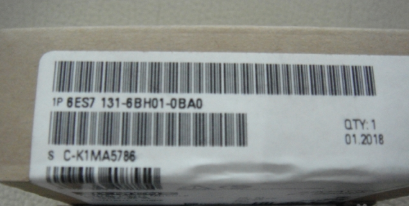 1P 6ES7 131-6BH01-0BA0
QTY: 1
01.2018
S C-K1MA5786